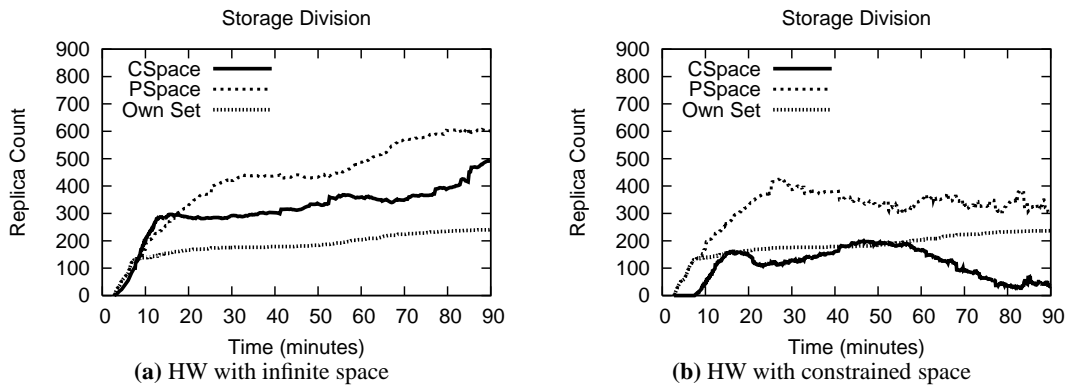 Storage Division
900
800
700
600
500
400
300
200
100
0
Replica Count
CSpace
PSpace
Own Set
0 10 20 30 40 50 60 70 80 90
Time (minutes)
(a) HW with infinite space
Storage Division
900
800
700
600
500
400
300
200
100
0
Replica Count
CSpace
PSpace
Own Set
0 10 20 30 40 50 60 70 80 90
Time (minutes)
(b) HW with constrained space